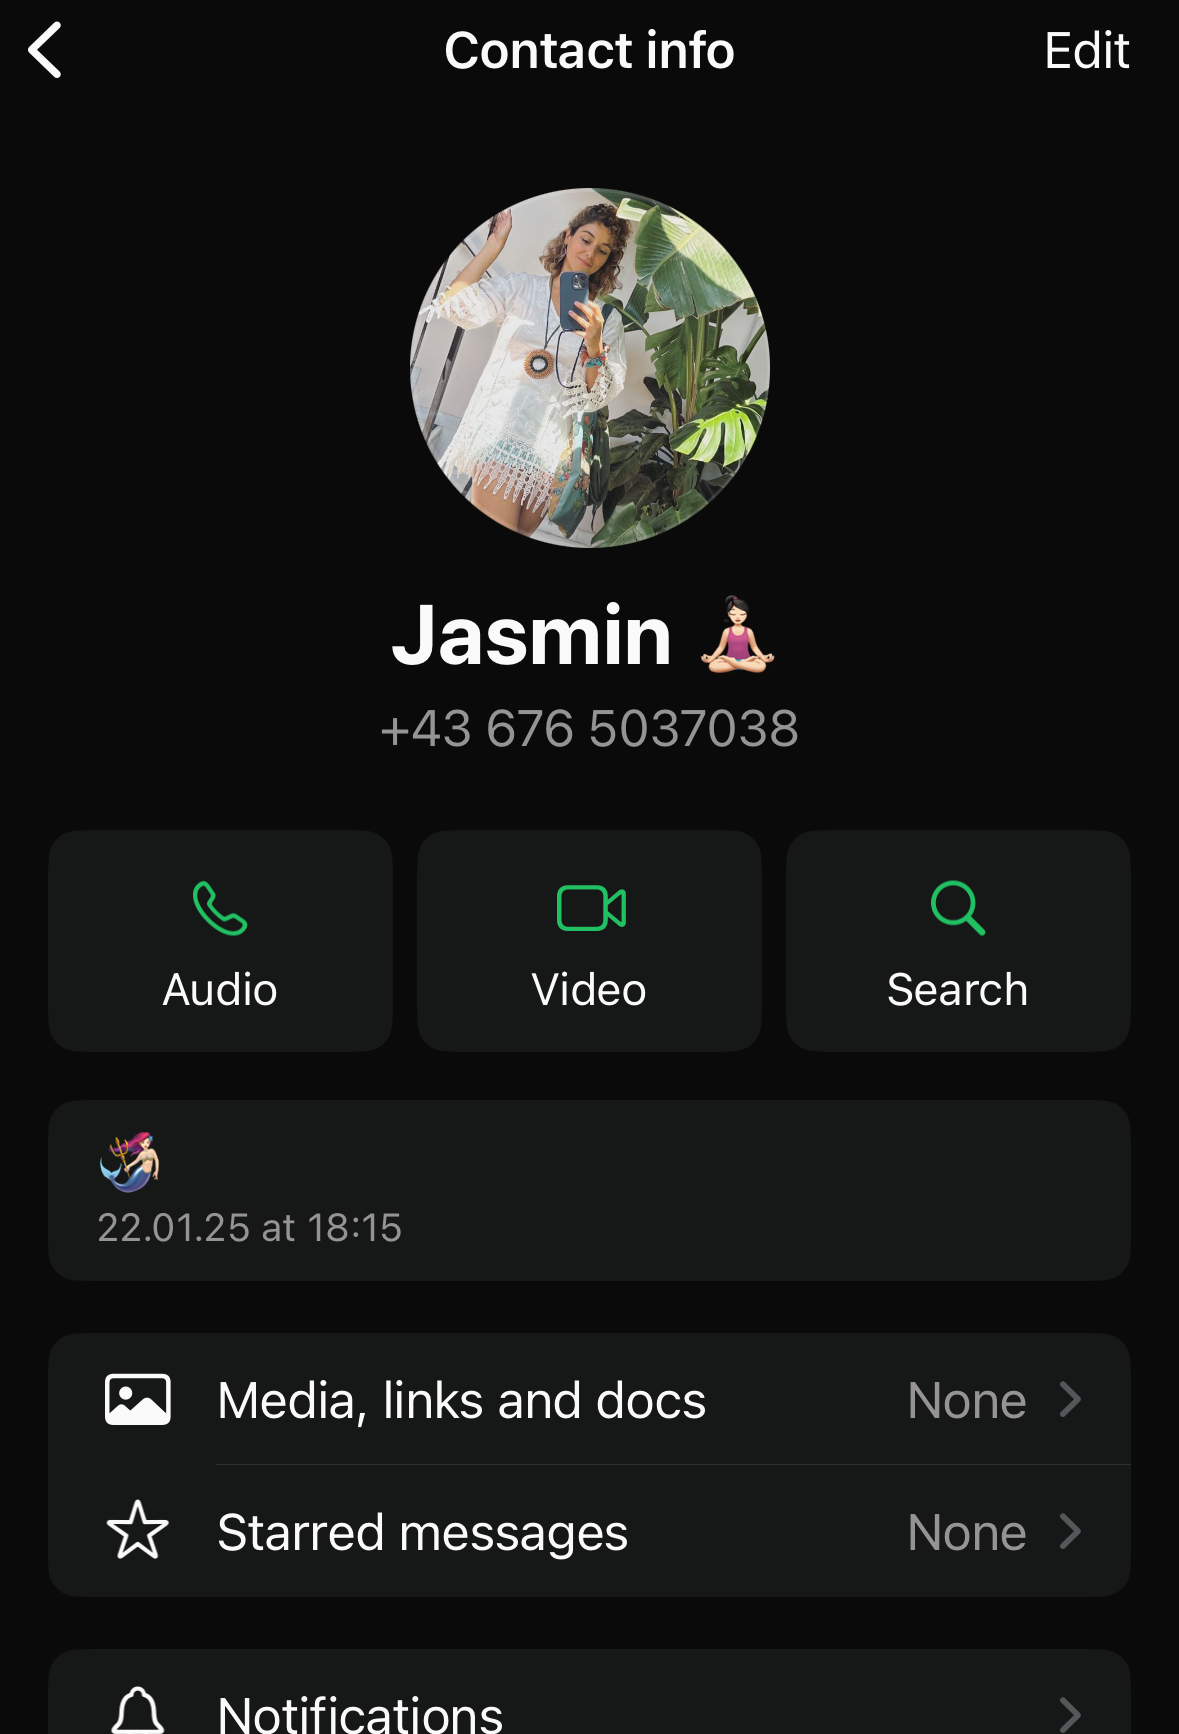 Contact info
Edit
Jasmin 🧘🏻‍♀️
+43 676 5037038
Audio
Video
Search
🧜🏻‍♀️
22.01.25 at 18:15
Media, links and docs None
Starred messages None
Notifications